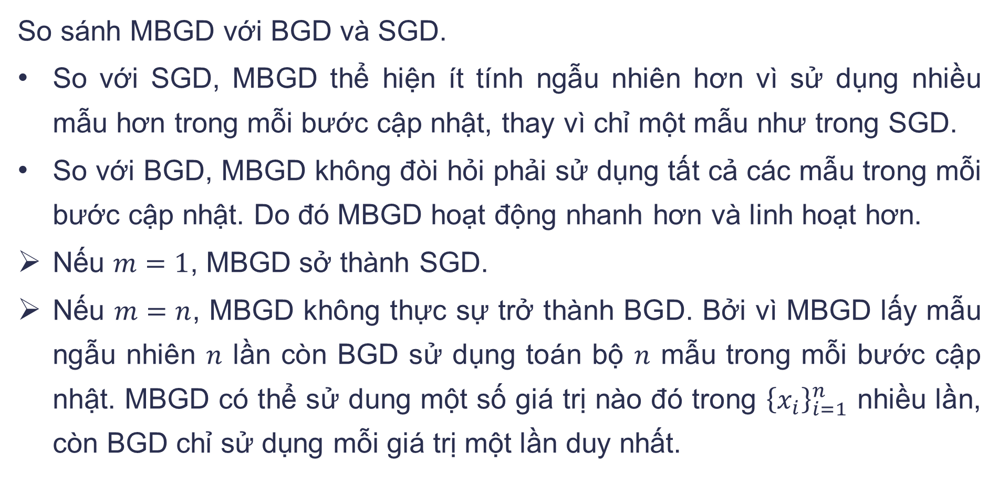 So sánh MBGD với BGD và SGD.
• So với SGD, MBGD thể hiện ít tính ngẫu nhiên hơn vì sử dụng nhiều
mẫu hơn trong mỗi bước cập nhật, thay vì chỉ một mẫu như trong SGD.
• So với BGD, MBGD không đòi hỏi phải sử dụng tất cả các mẫu trong mỗi
bước cập nhật. Do đó MBGD hoạt động nhanh hơn và linh hoạt hơn.
➢ Nếu m = 1, MBGD sở thành SGD.
➢ Nếu m = n, MBGD không thực sự trở thành BGD. Bởi vì MBGD lấy mẫu
ngẫu nhiên n lần còn BGD sử dụng toán bộ n mẫu trong mỗi bước cập
nhật. MBGD có thể sử dung một số giá trị nào đó trong {x_i}_{i=1}^n nhiều lần,
còn BGD chỉ sử dụng mỗi giá trị một lần duy nhất.